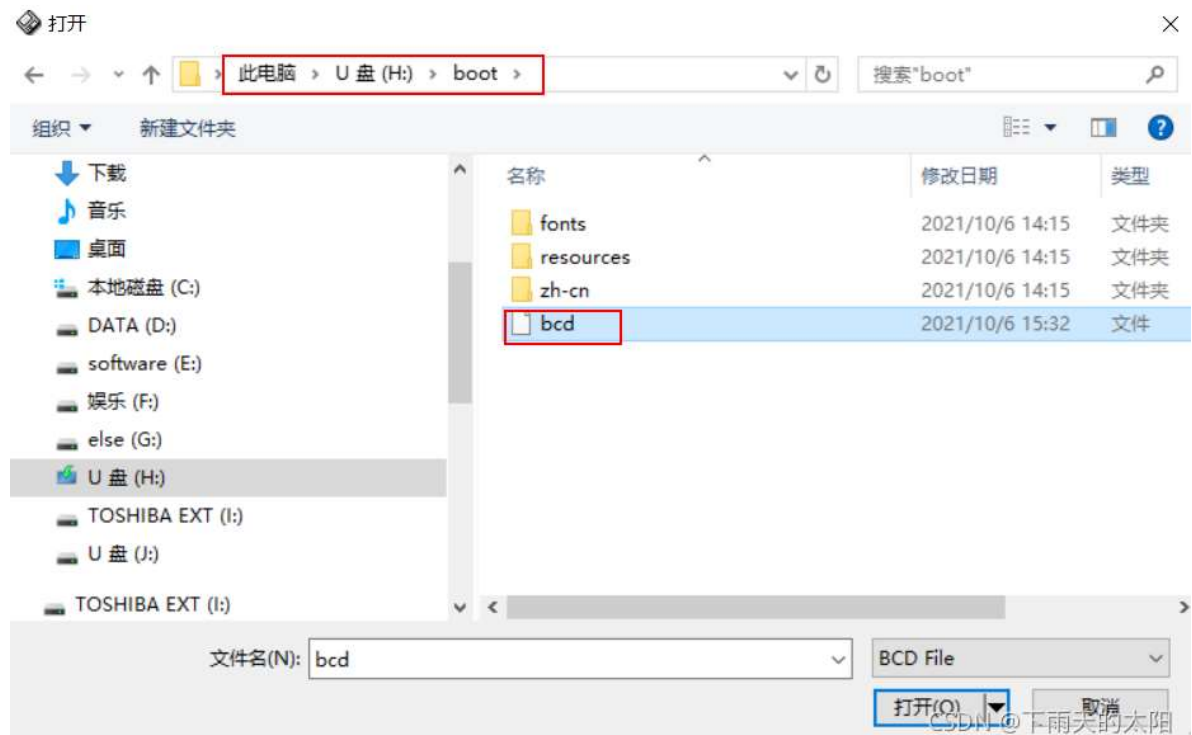 打开
此电脑 › U 盘 (H:) › boot ›
搜索"boot"
组织
新建文件夹
下载
音乐
桌面
本地磁盘 (C:)
DATA (D:)
software (E:)
娱乐 (F:)
else (G:)
U 盘 (H:)
TOSHIBA EXT (I:)
U 盘 (J:)
TOSHIBA EXT (I:)
名称 修改日期 类型
fonts 2021/10/6 14:15 文件夹
resources 2021/10/6 14:15 文件夹
zh-cn 2021/10/6 14:15 文件夹
bcd 2021/10/6 15:32 文件
文件名(N): bcd
BCD File
打开(O) 取消
CSDN @下雨天的太阳